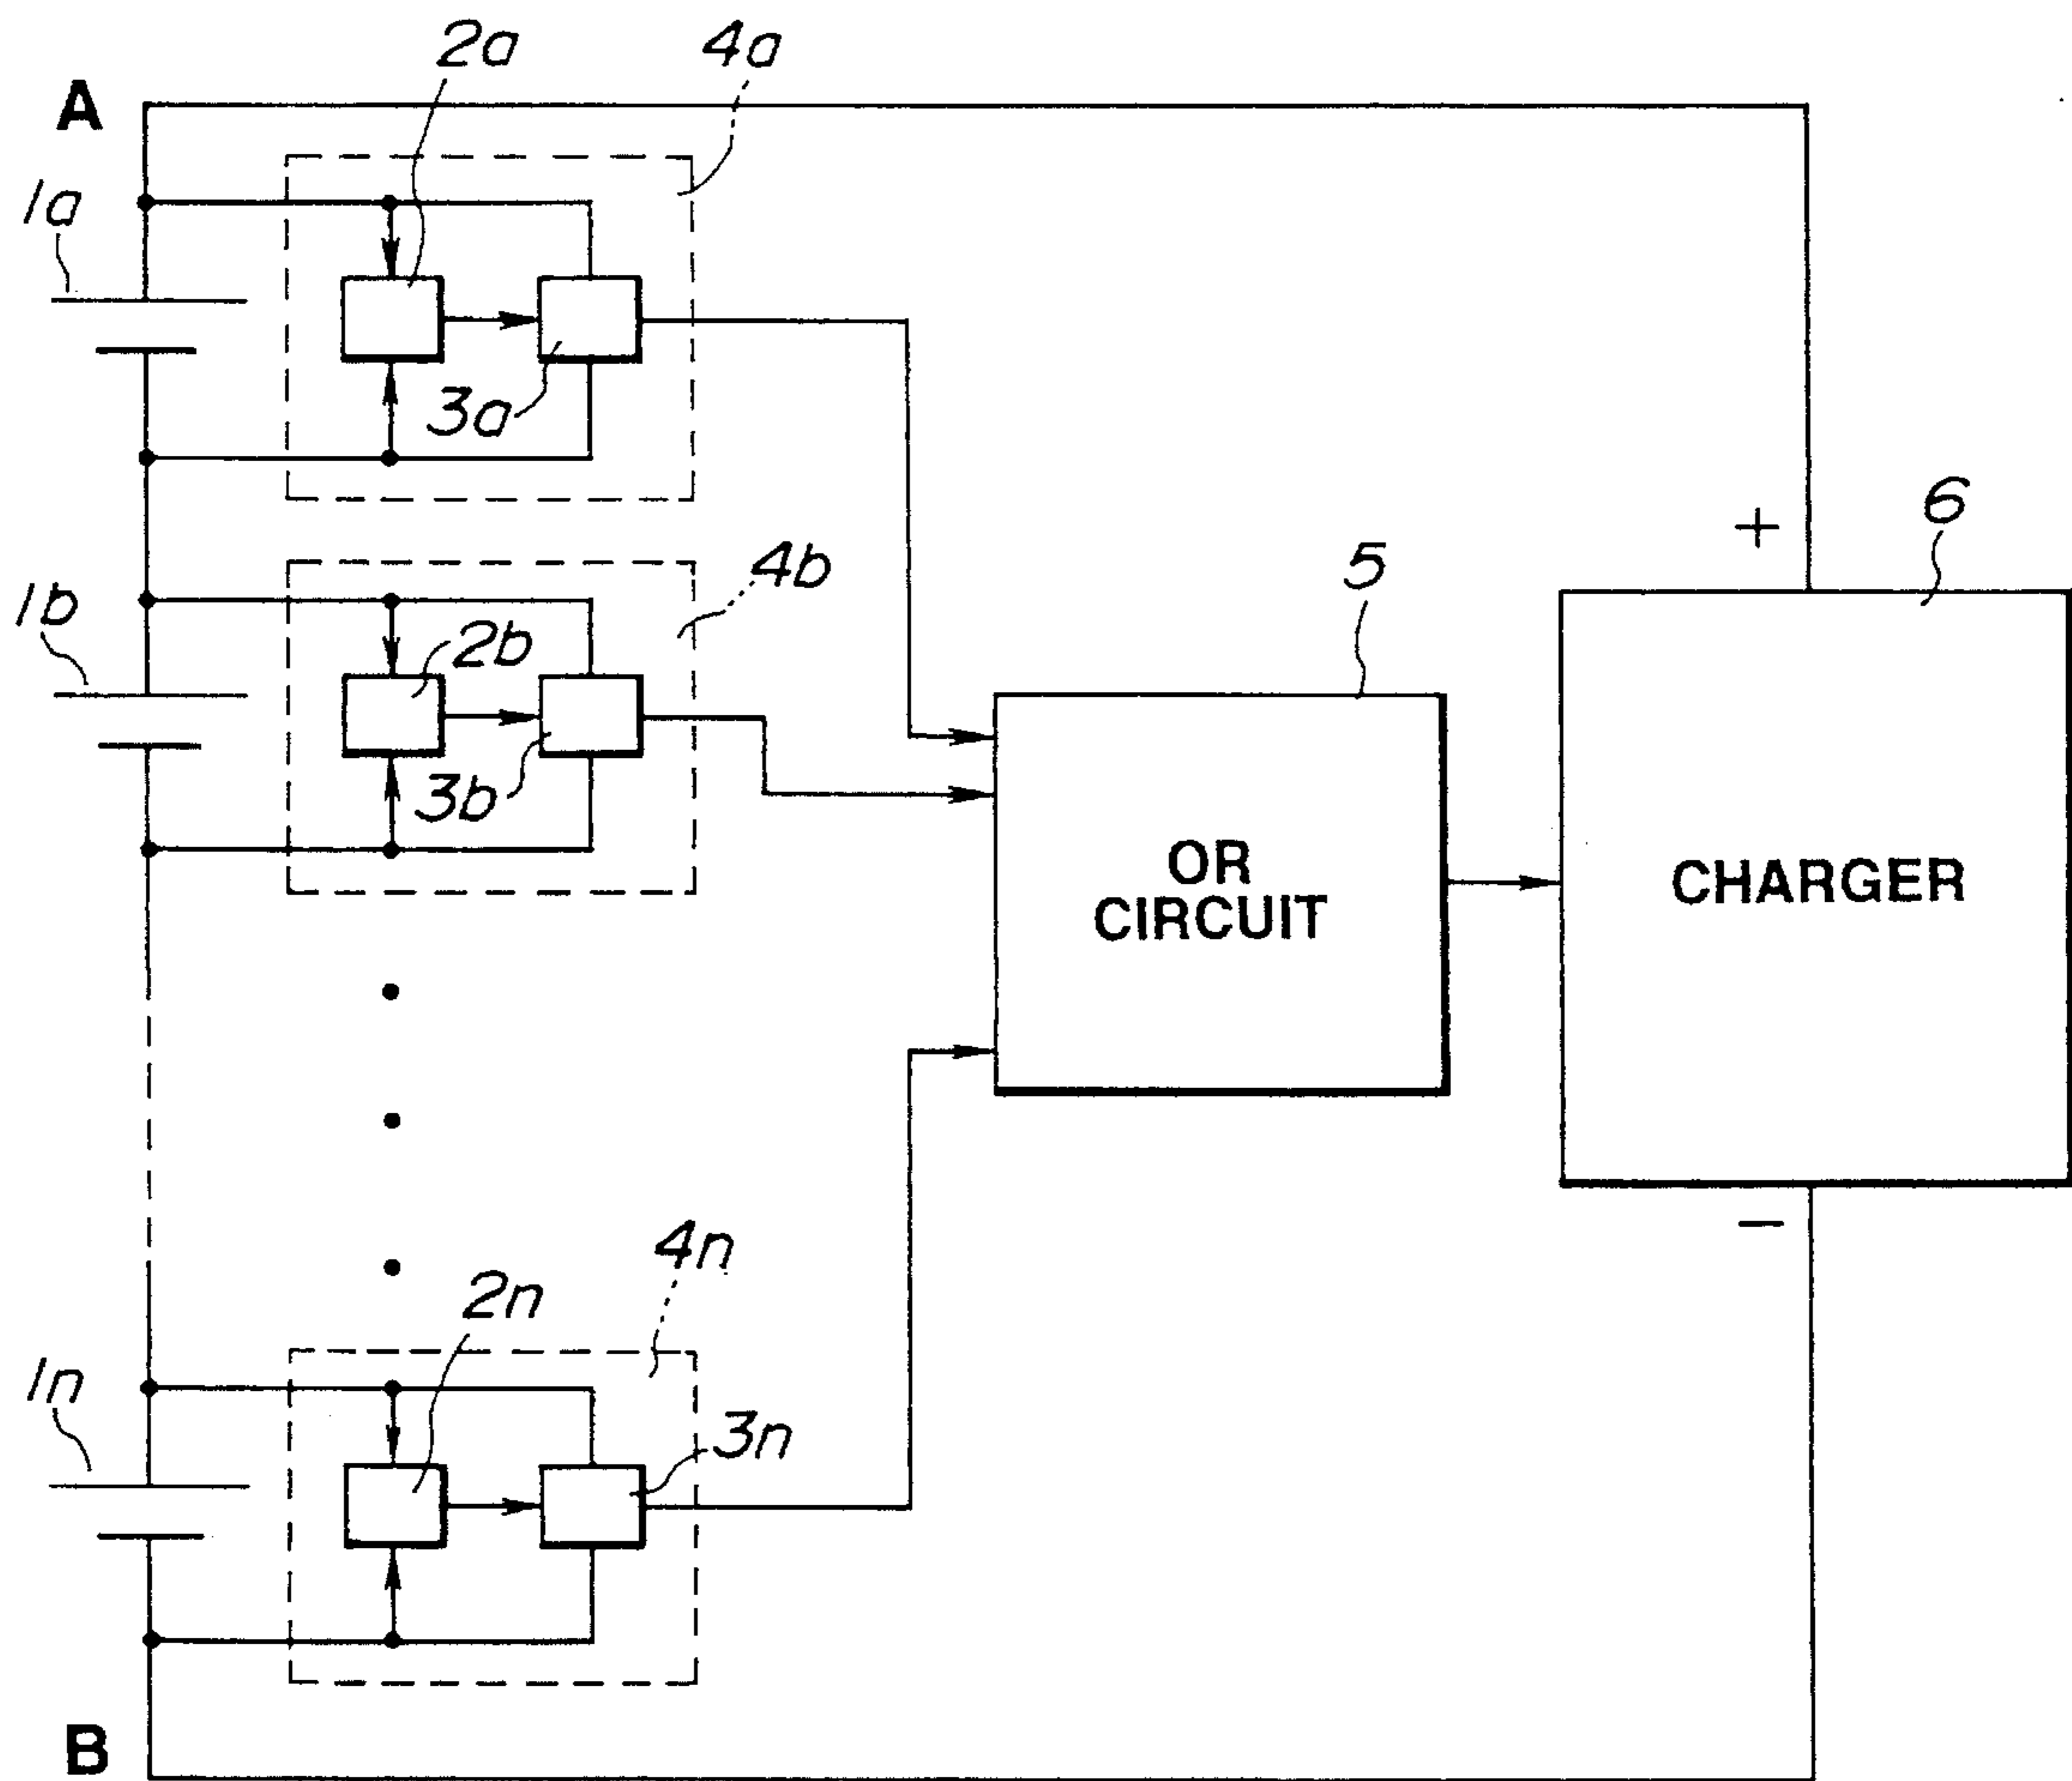 2a
4a
A
1a
3a
6
+
5
4b
1b
2b
3b
OR
CIRCUIT
CHARGER
4n
−
2n
1n
3n
B